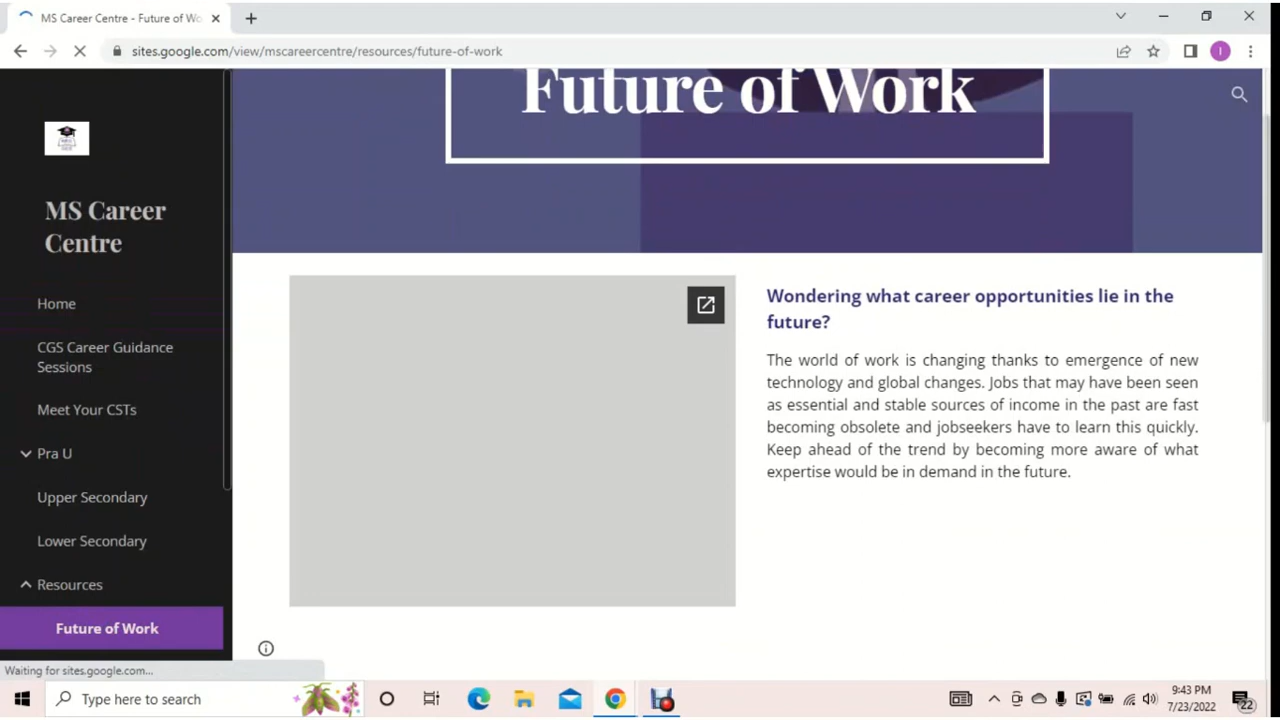 MS Career Centre - Future of Wo
sites.google.com/view/mscareercentre/resources/future-of-work
I
Future of Work
MS Career
Centre
Home
CGS Career Guidance
Sessions
Meet Your CSTs
Pra U
Upper Secondary
Lower Secondary
Resources
Future of Work
Wondering what career opportunities lie in the
future?
The world of work is changing thanks to emergence of new
technology and global changes. Jobs that may have been seen
as essential and stable sources of income in the past are fast
becoming obsolete and jobseekers have to learn this quickly.
Keep ahead of the trend by becoming more aware of what
expertise would be in demand in the future.
Waiting for sites.google.com...
Type here to search
9:43 PM
7/23/2022
22